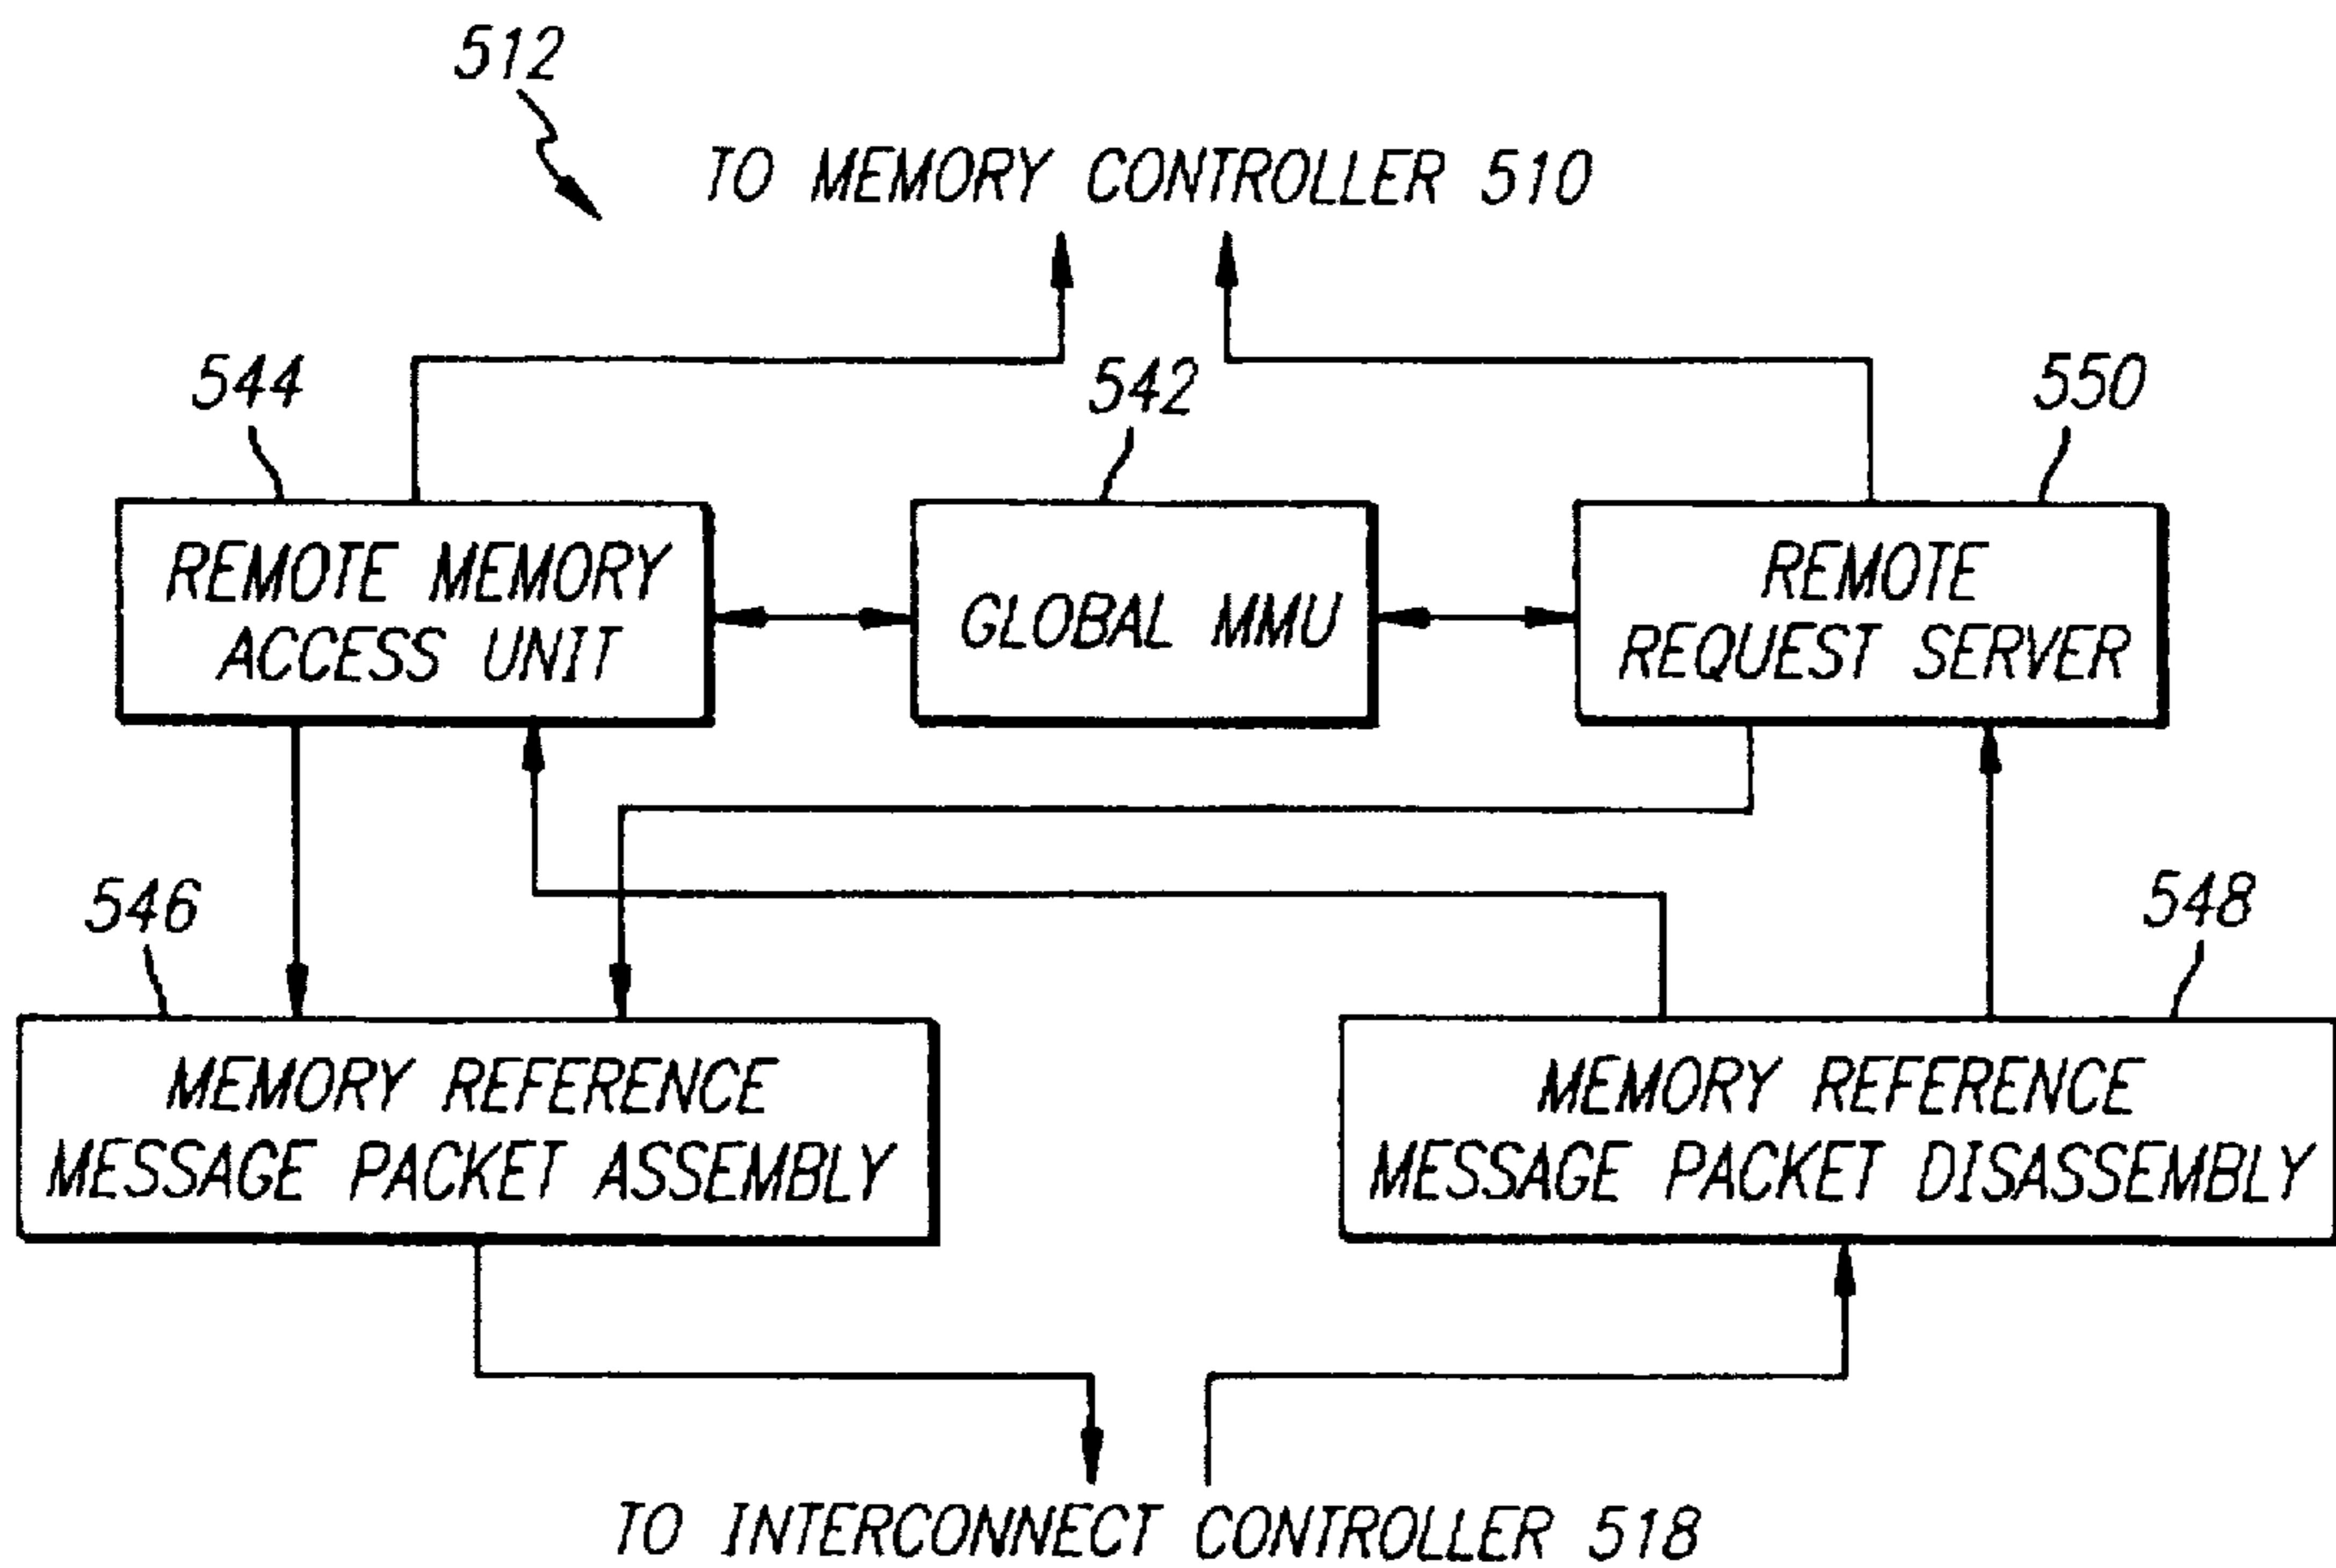 512
TO MEMORY CONTROLLER 510
544
542
550
REMOTE MEMORY
ACCESS UNIT
GLOBAL MMU
REMOTE
REQUEST SERVER
546
548
MEMORY REFERENCE
MESSAGE PACKET ASSEMBLY
MEMORY REFERENCE
MESSAGE PACKET DISASSEMBLY
TO INTERCONNECT CONTROLLER 518